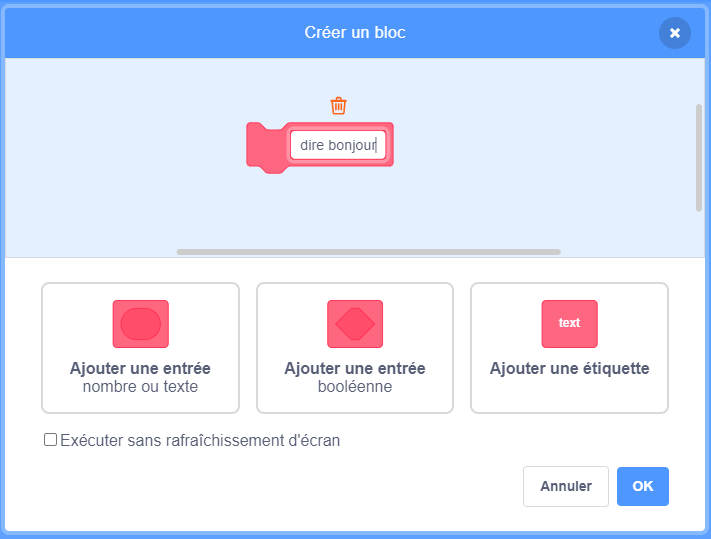 Créer un bloc
dire bonjour
text
Ajouter une entrée
nombre ou texte
Ajouter une entrée
booléenne
Ajouter une étiquette
Exécuter sans rafraîchissement d'écran
Annuler
OK